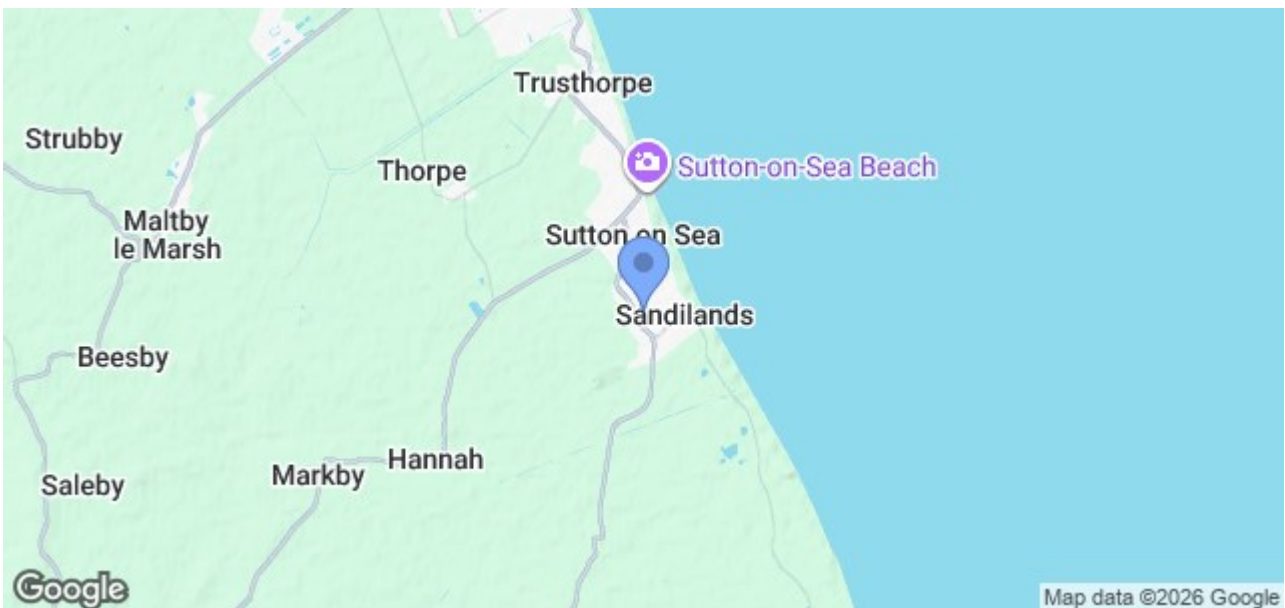 Trusthorpe
Strubby
Thorpe
Sutton-on-Sea Beach
Maltby
le Marsh
Sutton on Sea
Sandilands
Beesby
Hannah
Markby
Saleby
Google
Map data ©2026 Google